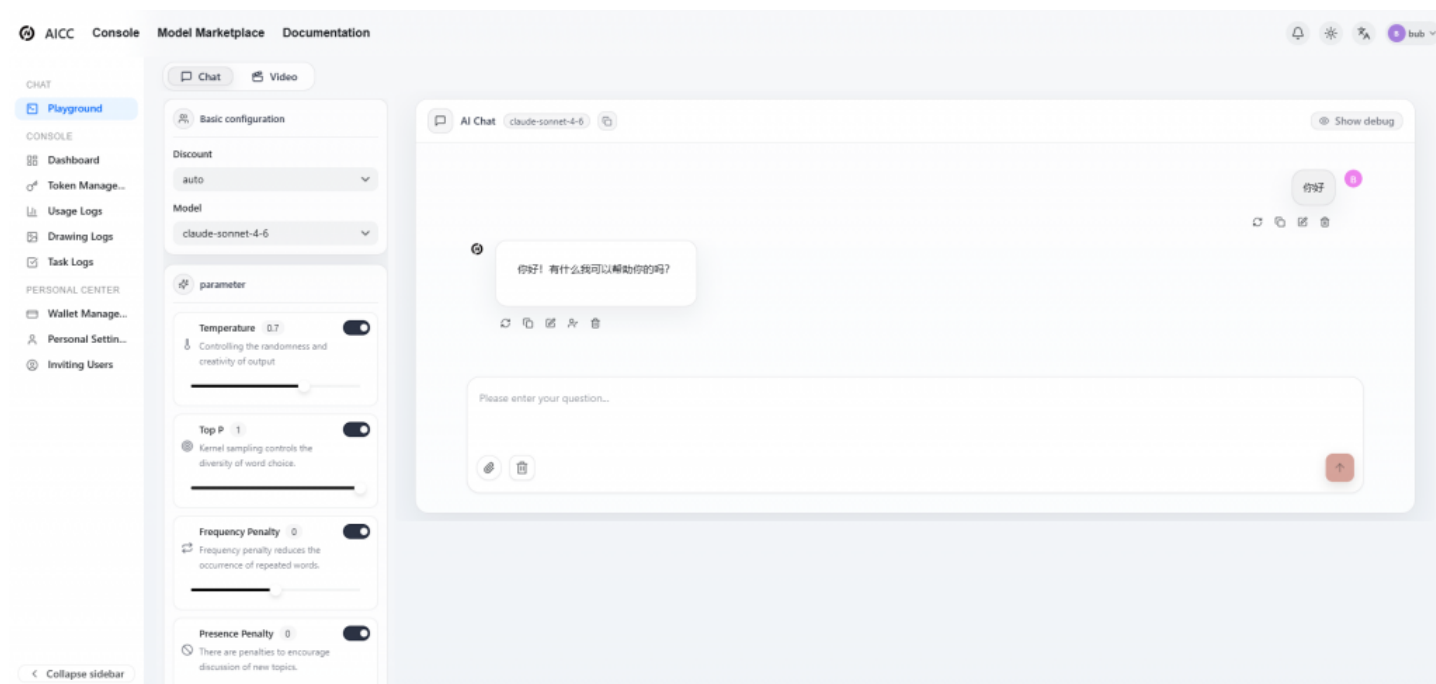 AICC Console Model Marketplace Documentation
bub
CHAT
Playground
CONSOLE
Dashboard
Token Manage...
Usage Logs
Drawing Logs
Task Logs
PERSONAL CENTER
Wallet Manage...
Personal Settin...
Inviting Users
Collapse sidebar
Chat Video
Basic configuration
Discount
auto
Model
claude-sonnet-4-6
parameter
Temperature 0.7
Controlling the randomness and
creativity of output
Top P 1
Kernel sampling controls the
diversity of word choice.
Frequency Penalty 0
Frequency penalty reduces the
occurrence of repeated words.
Presence Penalty 0
There are penalties to encourage
discussion of new topics.
AI Chat claude-sonnet-4-6
Show debug
你好
B
你好！有什么我可以帮助你的吗？
Please enter your question...